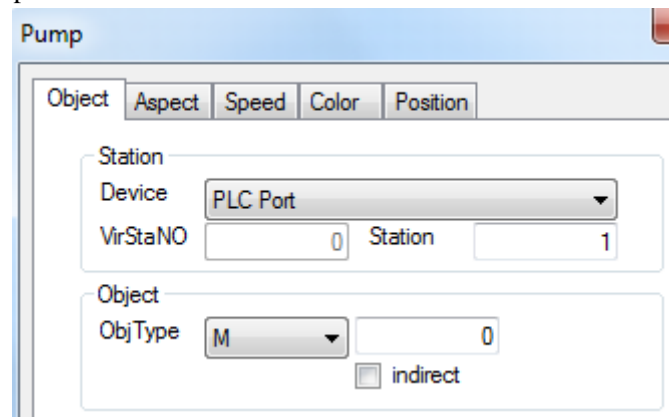 Pump
Object Aspect Speed Color Position
Station
Device PLC Port
VirStaNO 0 Station 1
Object
ObjType M 0
indirect